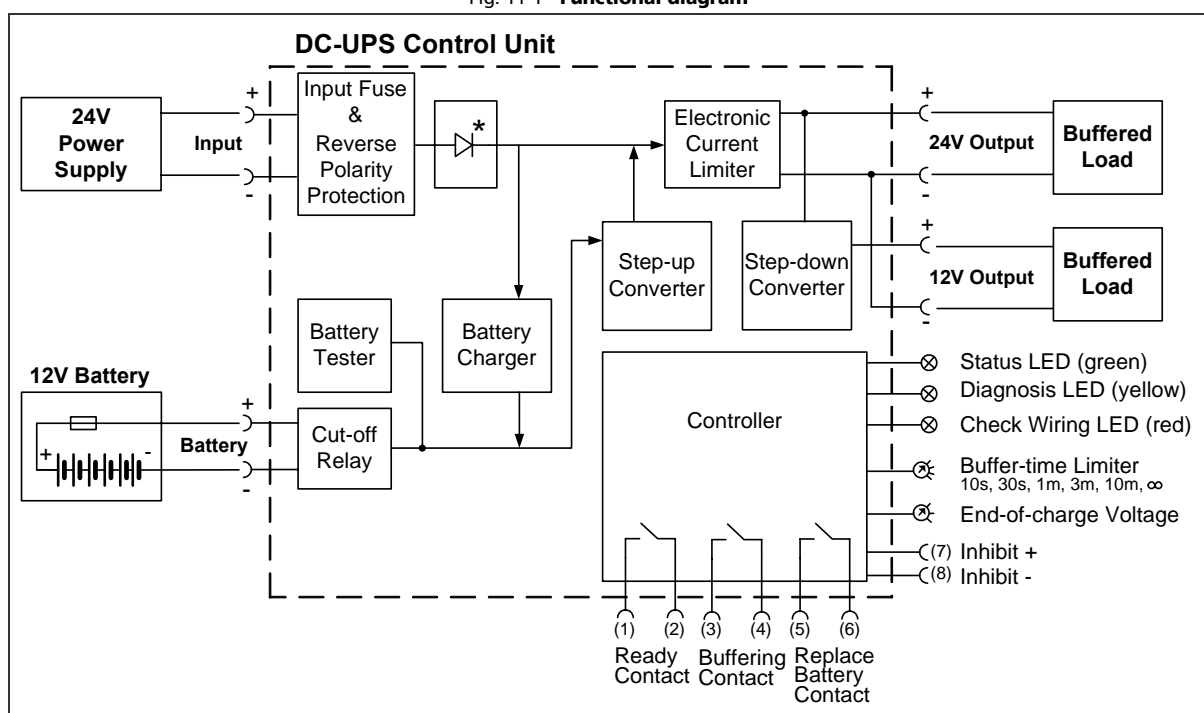 Fig. 11-1 Functional diagram
DC-UPS Control Unit
24V
Power
Supply
+
Input
-
Input Fuse
&
Reverse
Polarity
Protection
*
Electronic
Current
Limiter
+
24V Output
-
Buffered
Load
Step-up
Converter
Step-down
Converter
+
12V Output
-
Buffered
Load
Battery
Tester
Battery
Charger
12V Battery
+ -
+
Battery
-
Cut-off
Relay
Controller
Status LED (green)
Diagnosis LED (yellow)
Check Wiring LED (red)
Buffer-time Limiter
10s, 30s, 1m, 3m, 10m, ∞
End-of-charge Voltage
(7) Inhibit +
(8) Inhibit -
(1) (2) (3) (4) (5) (6)
Ready
Contact
Buffering
Contact
Replace
Battery
Contact